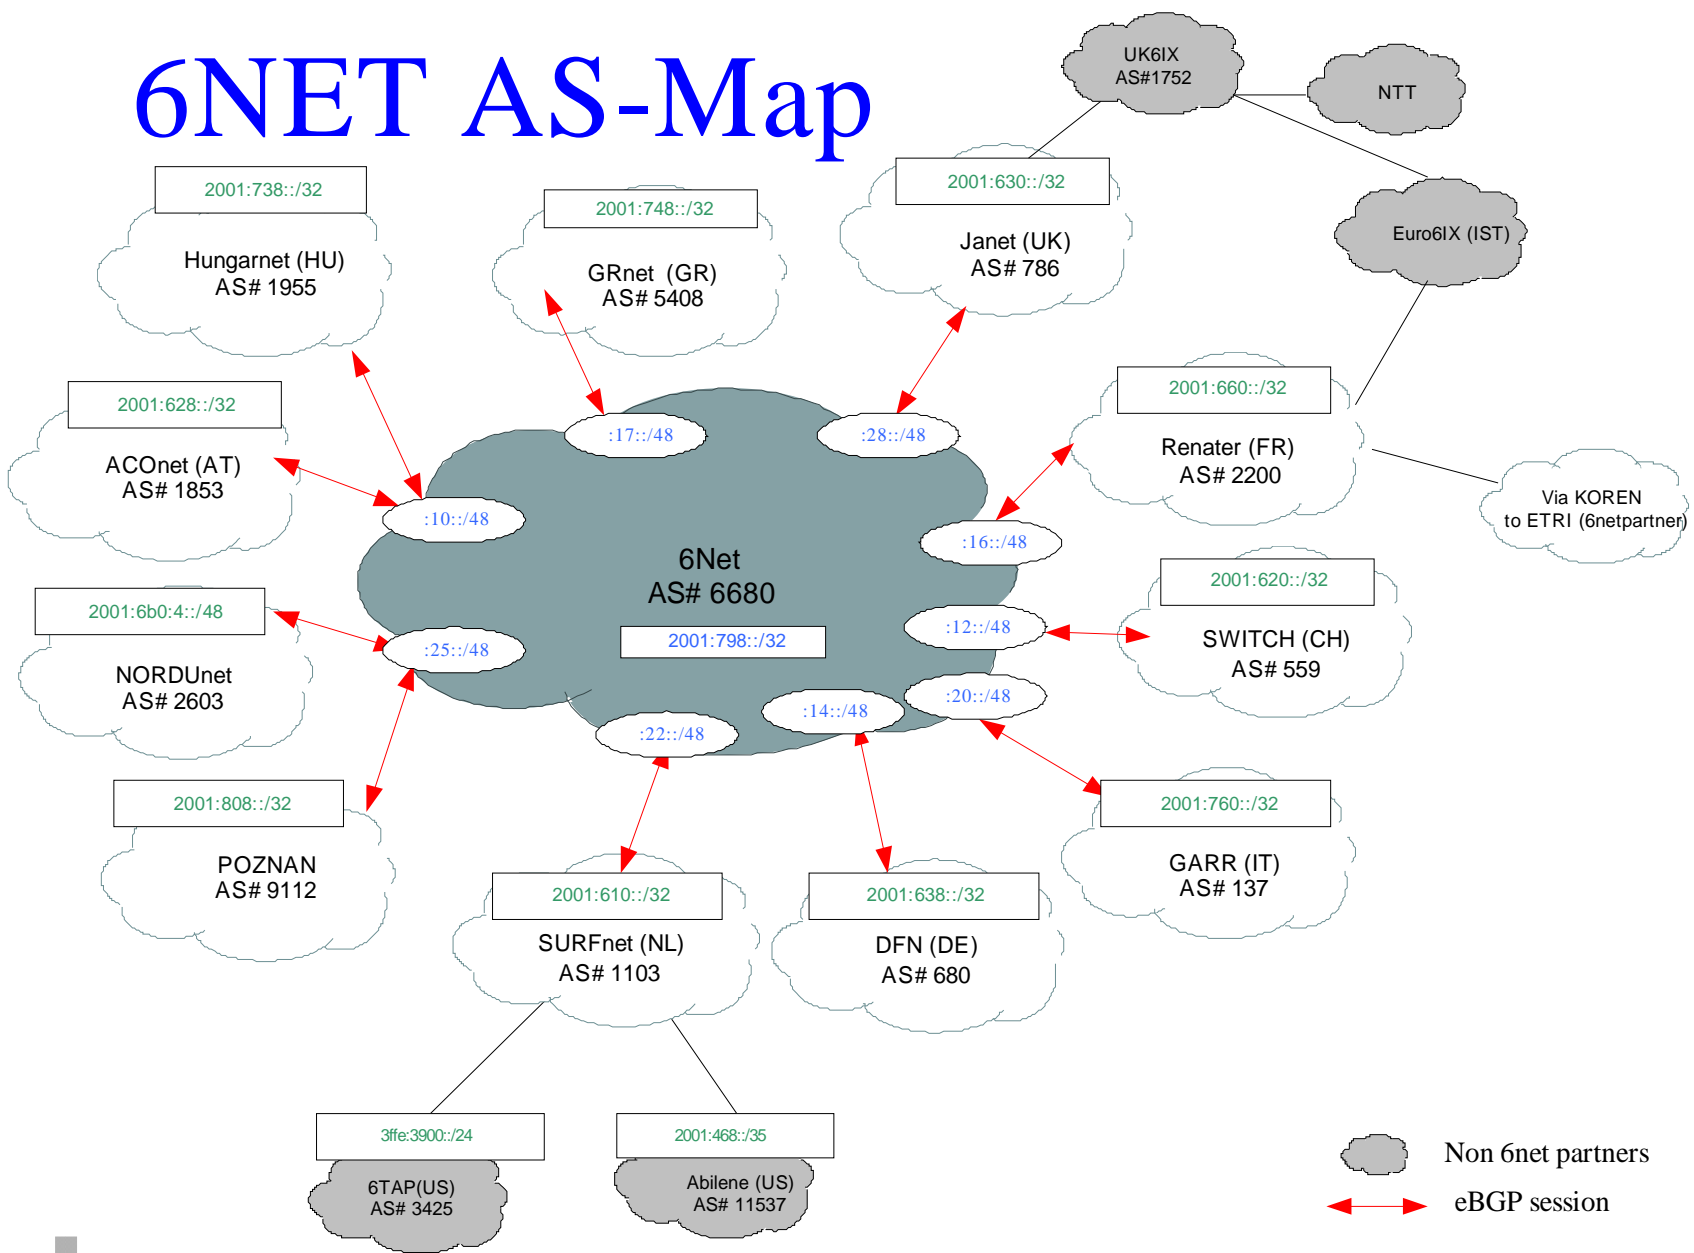 6NET AS-Map
UK6IX
AS#1752
NTT
2001:738::/32
Hungarnet (HU)
AS# 1955
2001:748::/32
GRnet (GR)
AS# 5408
2001:630::/32
Janet (UK)
AS# 786
Euro6IX (IST)
2001:628::/32
ACOnet (AT)
AS# 1853
:17::/48
:28::/48
2001:660::/32
Renater (FR)
AS# 2200
Via KOREN
to ETRI (6netpartner)
:10::/48
:16::/48
6Net
AS# 6680
2001:798::/32
2001:620::/32
SWITCH (CH)
AS# 559
2001:6b0:4::/48
NORDUnet
AS# 2603
:25::/48
:12::/48
:20::/48
:14::/48
:22::/48
2001:808::/32
POZNAN
AS# 9112
2001:760::/32
GARR (IT)
AS# 137
2001:610::/32
SURFnet (NL)
AS# 1103
2001:638::/32
DFN (DE)
AS# 680
3ffe:3900::/24
6TAP(US)
AS# 3425
2001:468::/35
Abilene (US)
AS# 11537
Non 6net partners
eBGP session